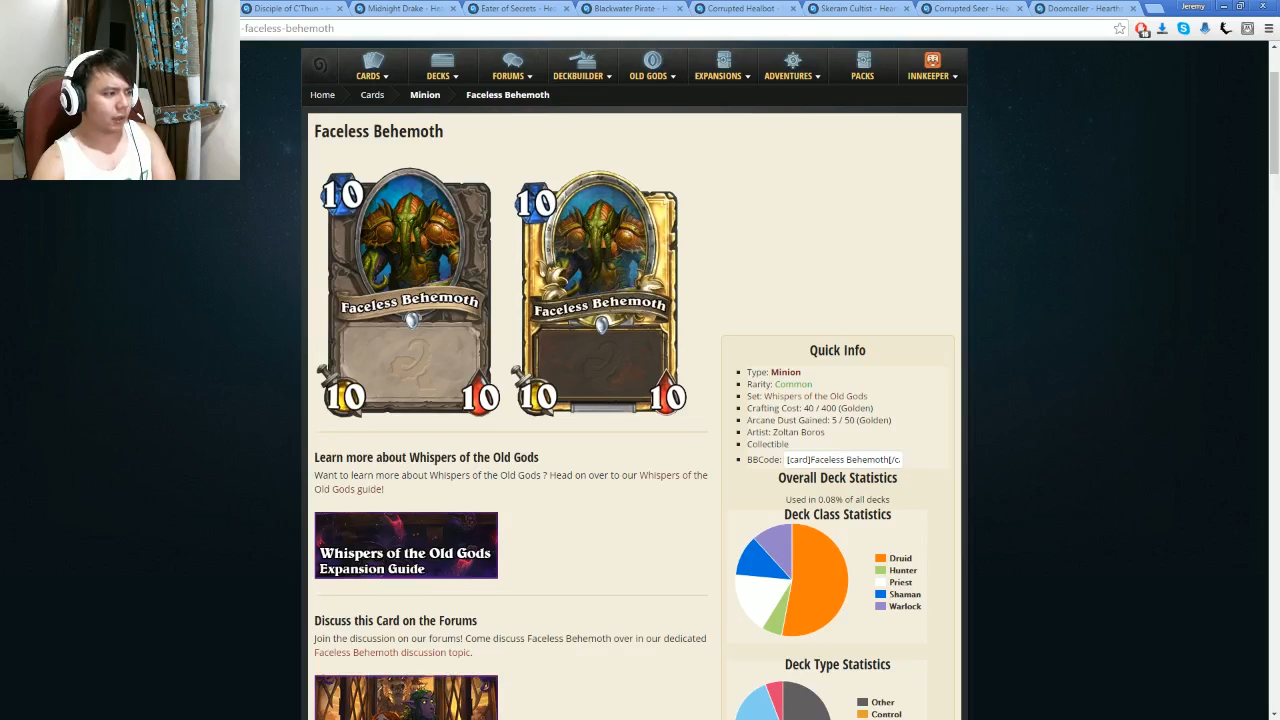 Disciple of C'Thun - H
Midnight Drake - Heart
Eater of Secrets - Hea
Blackwater Pirate - H
Corrupted Healbot -
Skeram Cultist - Heart
Corrupted Seer - Hea
Doomcaller - Hearths
Jeremy
-faceless-behemoth
18
CARDS
DECKS
FORUMS
DECKBUILDER
OLD GODS
EXPANSIONS
ADVENTURES
PACKS
INNKEEPER
Home
Cards
Minion
Faceless Behemoth
Faceless Behemoth
10
Faceless Behemoth
10
10
10
Faceless Behemoth
10
10
Quick Info
Type: Minion
Rarity: Common
Set: Whispers of the Old Gods
Crafting Cost: 40 / 400 (Golden)
Arcane Dust Gained: 5 / 50 (Golden)
Artist: Zoltan Boros
Collectible
BBCode: [card]Faceless Behemoth[/c
Overall Deck Statistics
Used in 0.08% of all decks
Deck Class Statistics
Druid
Hunter
Priest
Shaman
Warlock
Deck Type Statistics
Other
Control
Learn more about Whispers of the Old Gods
Want to learn more about Whispers of the Old Gods ? Head on over to our Whispers of the
Old Gods guide!
Whispers of the Old Gods
Expansion Guide
Discuss this Card on the Forums
Join the discussion on our forums! Come discuss Faceless Behemoth over in our dedicated
Faceless Behemoth discussion topic.